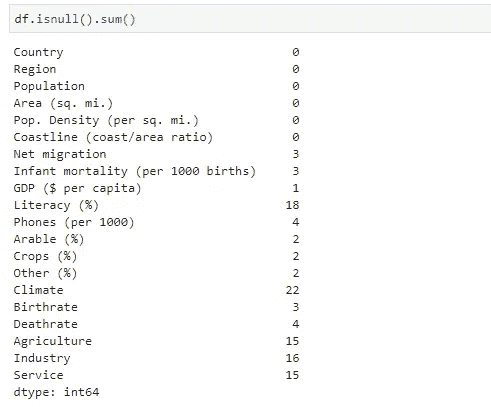 df.isnull().sum()
Country 0
Region 0
Population 0
Area (sq. mi.) 0
Pop. Density (per sq. mi.) 0
Coastline (coast/area ratio) 0
Net migration 3
Infant mortality (per 1000 births) 3
GDP ($ per capita) 1
Literacy (%) 18
Phones (per 1000) 4
Arable (%) 2
Crops (%) 2
Other (%) 2
Climate 22
Birthrate 3
Deathrate 4
Agriculture 15
Industry 16
Service 15
dtype: int64